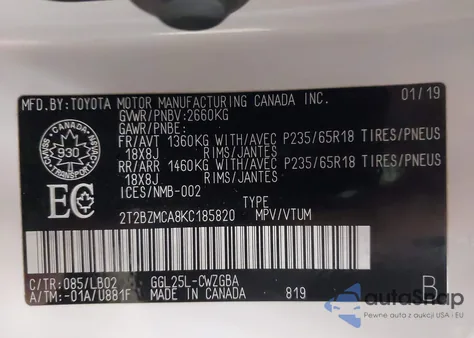 MFD.BY:TOYOTA MOTOR MANUFACTURING CANADA INC. 01/19
GVWR/PNBV:2660KG
GAWR/PNBE:
FR/AVT 1360KG WITH/AVEC P235/65R18 TIRES/PNEUS
18X8J RIMS/JANTES
RR/ARR 1460KG WITH/AVEC P235/65R18 TIRES/PNEUS
18X8J RIMS/JANTES
ICES/NMB-002
CANADA
930
TRANSPORT
EC
TYPE
2T2BZMCA8KC185820 MPV/VTUM
C/TR:085/LB02 GGL25L-CWZGBA
A/TM:-01A/U881F MADE IN CANADA 819 B
autoSnap
Pewne auta z aukcji USA i EU